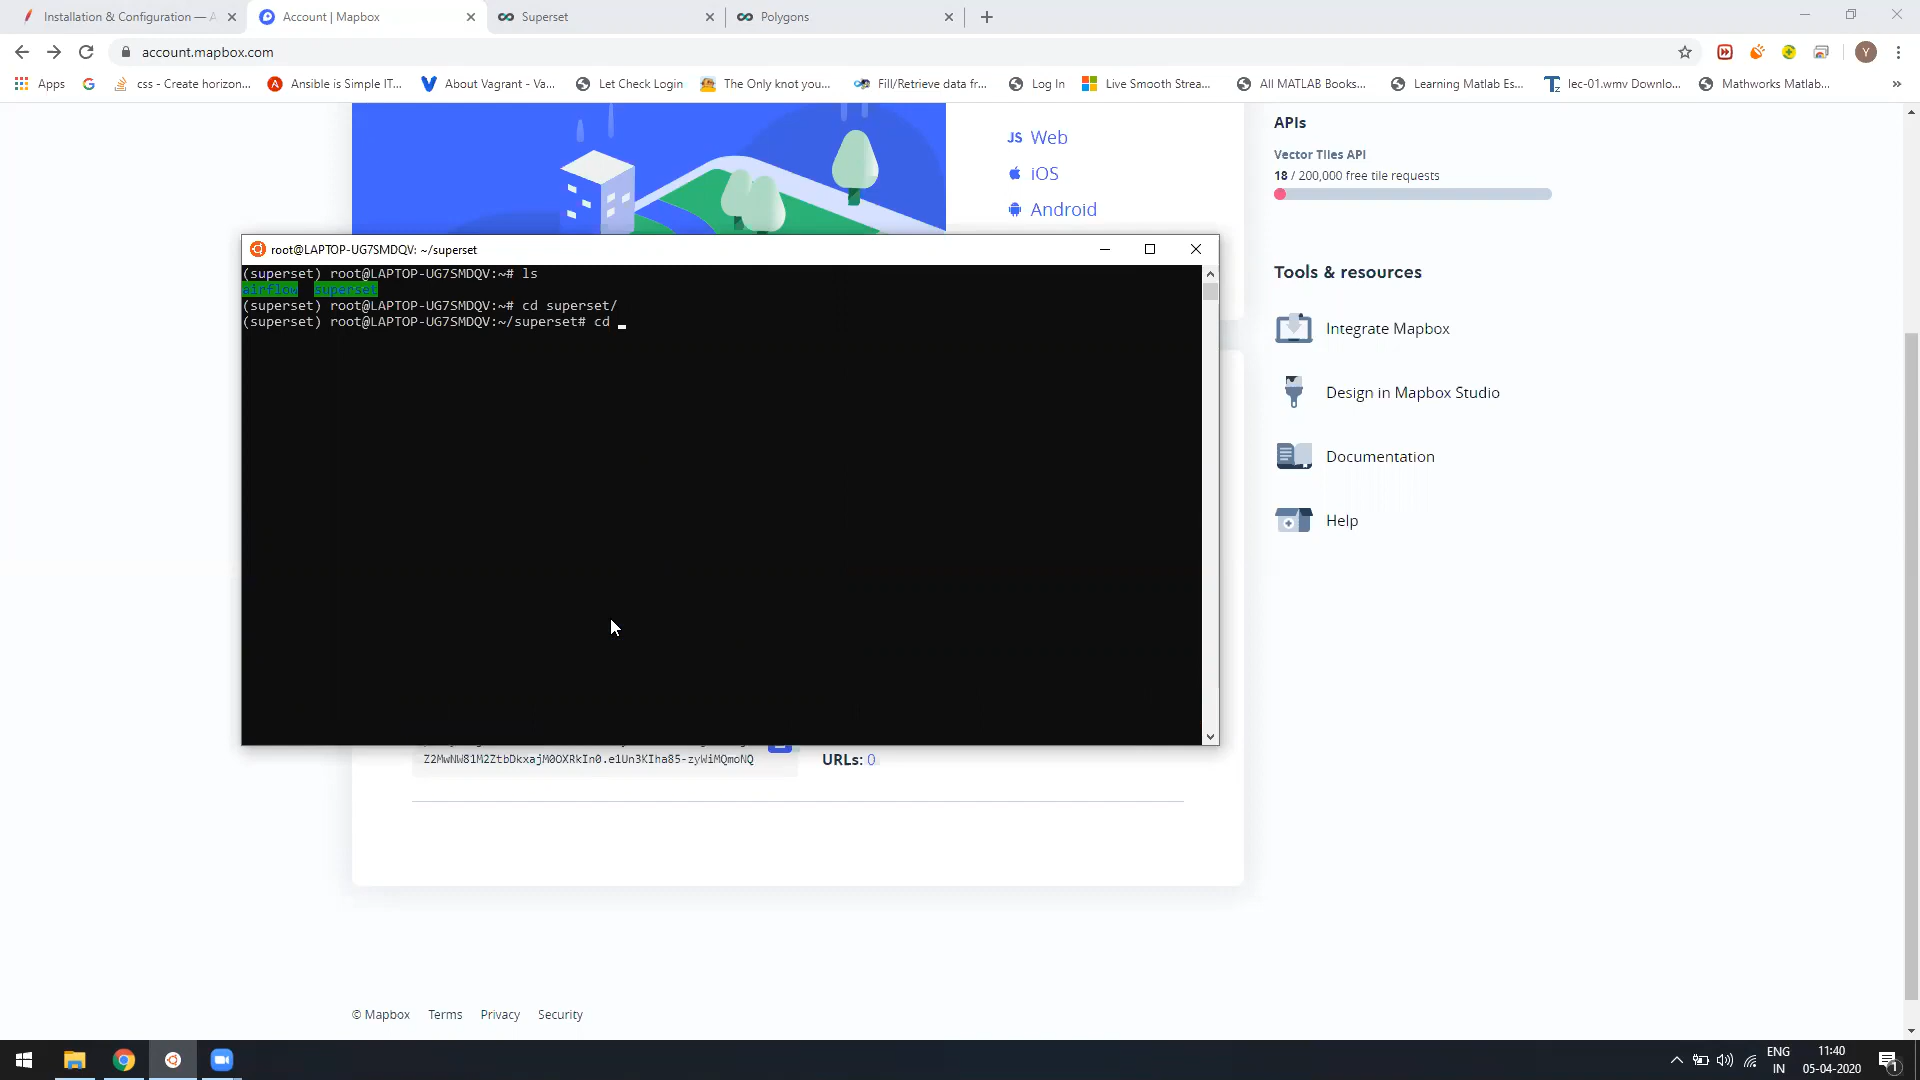 Installation & Configuration — A
Account | Mapbox
Superset
Polygons
account.mapbox.com
Y
Apps
css - Create horizon...
Ansible is Simple IT...
About Vagrant - Va...
Let Check Login
The Only knot you...
Fill/Retrieve data fr...
Log In
Live Smooth Strea...
All MATLAB Books...
Learning Matlab Es...
lec-01.wmv Downlo...
Mathworks Matlab...
»
JS Web
iOS
Android
APIs
Vector Tiles API
18 / 200,000 free tile requests
Tools & resources
Integrate Mapbox
Design in Mapbox Studio
Documentation
Help
root@LAPTOP-UG7SMDQV: ~/superset
(superset) root@LAPTOP-UG7SMDQV:~# ls
airflow superset
(superset) root@LAPTOP-UG7SMDQV:~# cd superset/
(superset) root@LAPTOP-UG7SMDQV:~/superset# cd
URLs: 0
© Mapbox Terms Privacy Security
ENG
IN
11:40
05-04-2020
1